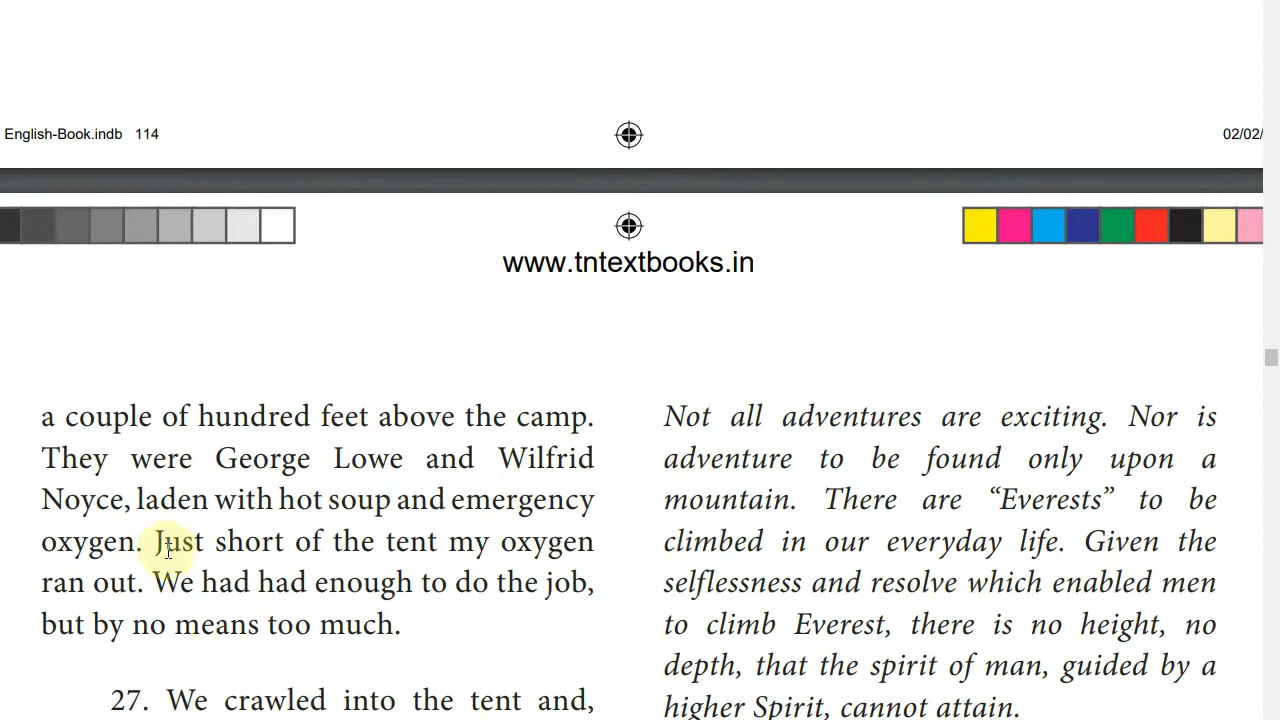 English-Book.indb 114
02/02/
www.tntextbooks.in
a couple of hundred feet above the camp.
They were George Lowe and Wilfrid
Noyce, laden with hot soup and emergency
oxygen. Just short of the tent my oxygen
ran out. We had had enough to do the job,
but by no means too much.
27. We crawled into the tent and,
Not all adventures are exciting. Nor is
adventure to be found only upon a
mountain. There are “Everests” to be
climbed in our everyday life. Given the
selflessness and resolve which enabled men
to climb Everest, there is no height, no
depth, that the spirit of man, guided by a
higher Spirit, cannot attain.